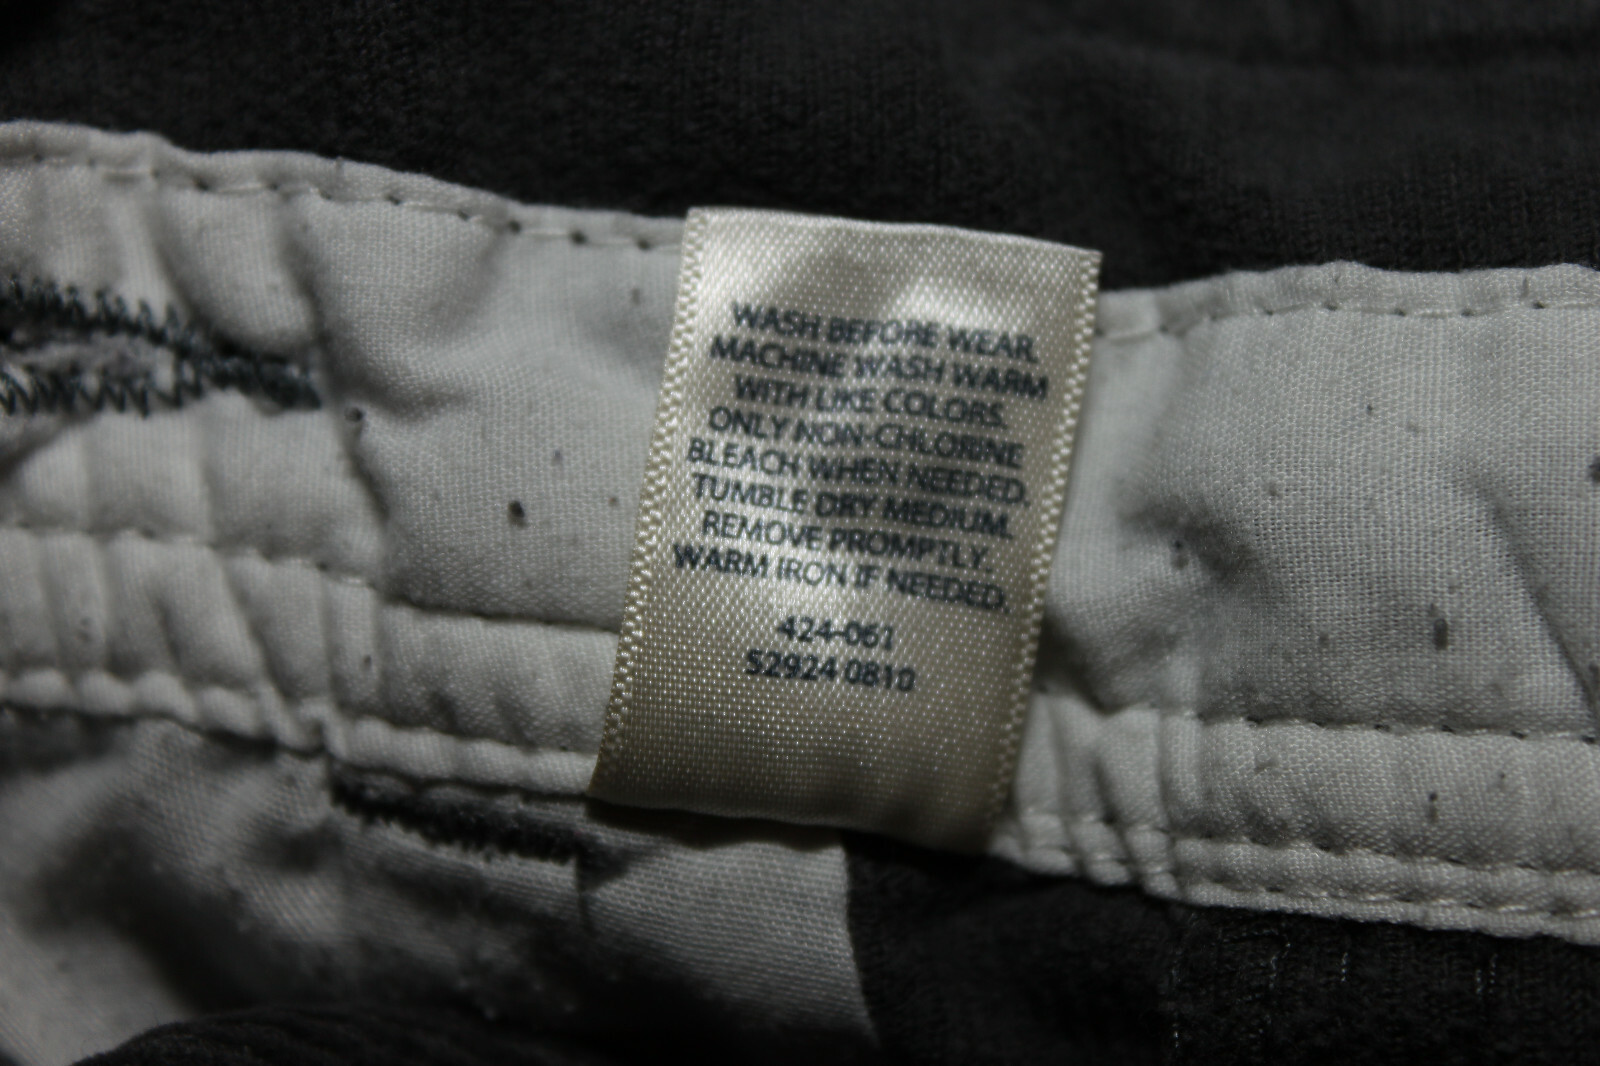 WASH BEFORE WEAR.
MACHINE WASH WARM
WITH LIKE COLORS.
ONLY NON-CHLORINE
BLEACH WHEN NEEDED.
TUMBLE DRY MEDIUM.
REMOVE PROMPTLY.
WARM IRON IF NEEDED.
424-061
52924 0810